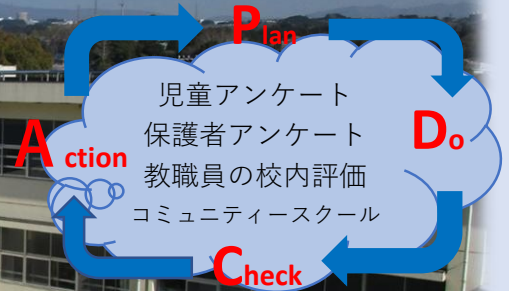 Plan
児童アンケート
保護者アンケート
Do
Action
教職員の校内評価
コミュニティースクール
Check